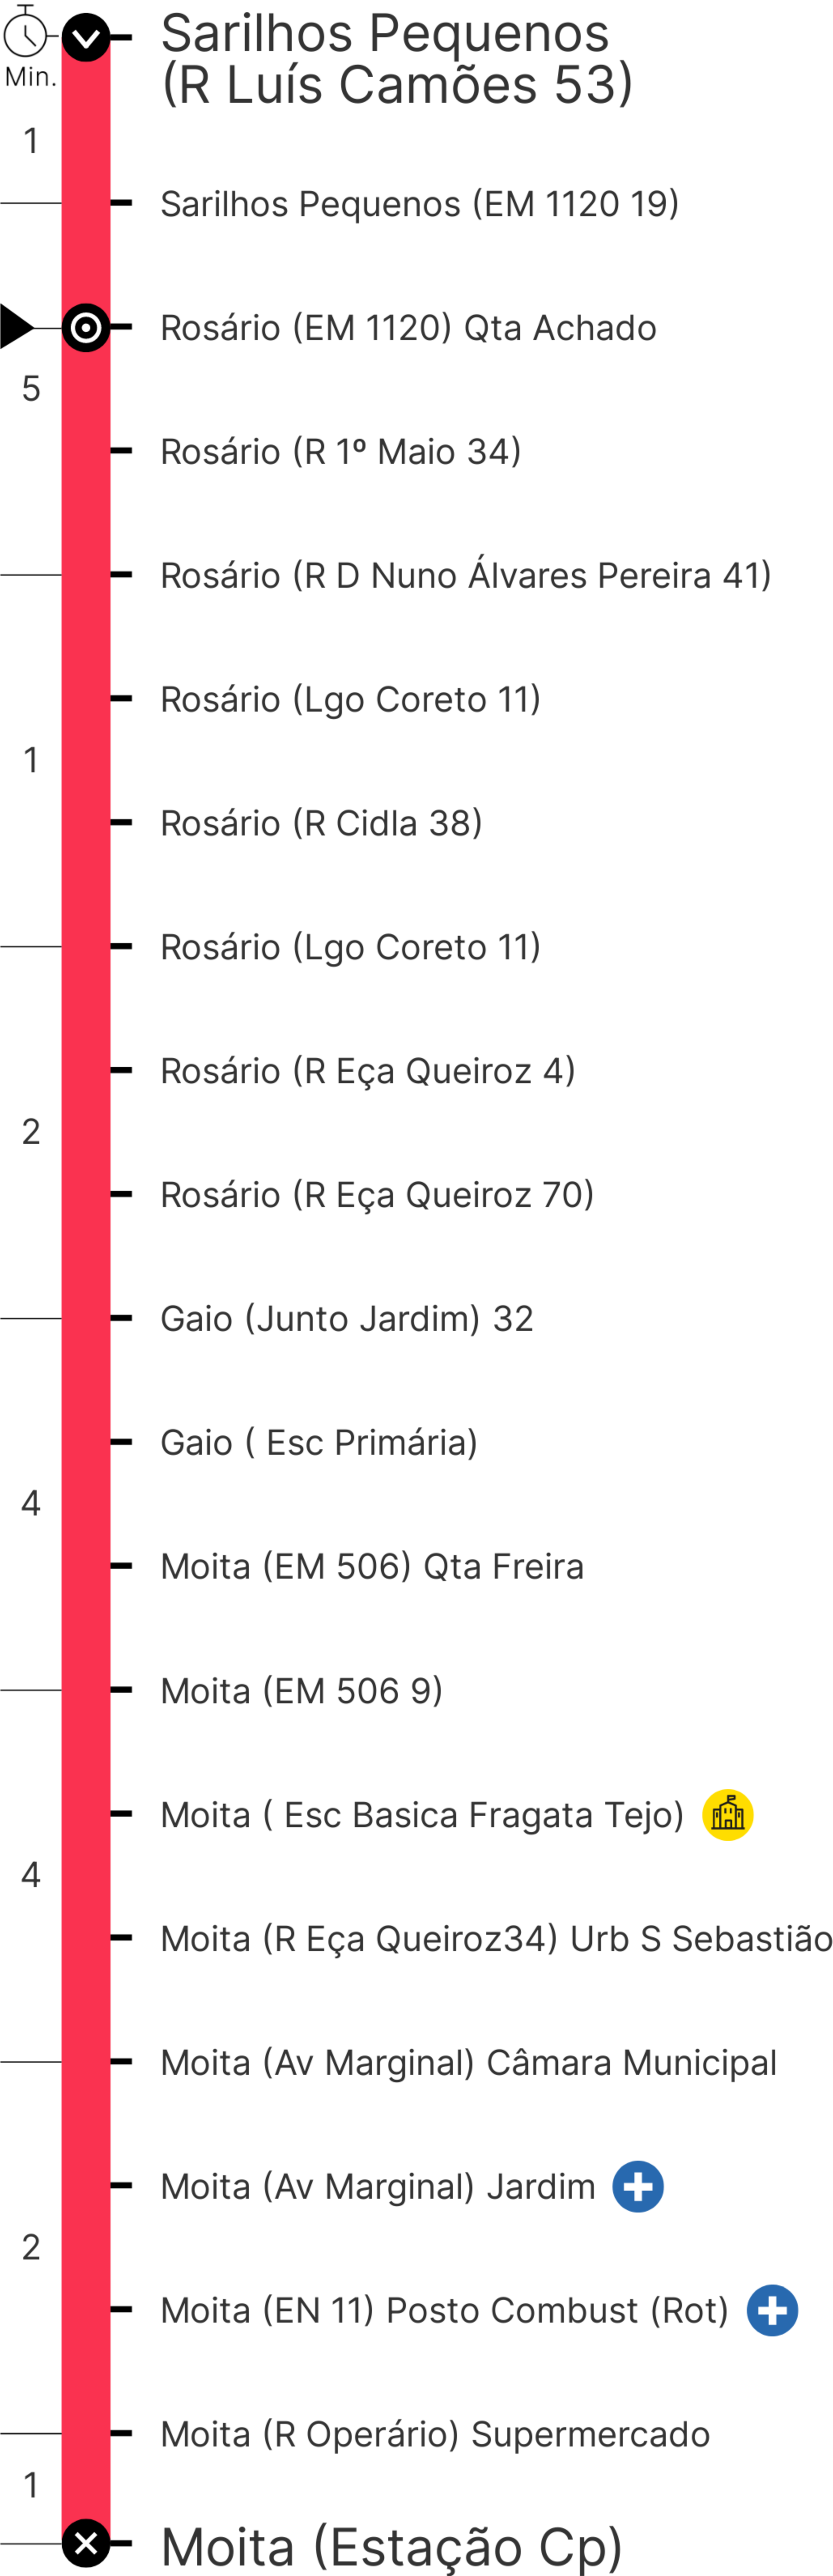 Sarilhos Pequenos
(R Luís Camões 53)
Min.
1
Sarilhos Pequenos (EM 1120 19)
Rosário (EM 1120) Qta Achado
5
Rosário (R 1º Maio 34)
Rosário (R D Nuno Álvares Pereira 41)
Rosário (Lgo Coreto 11)
1
Rosário (R Cidla 38)
Rosário (Lgo Coreto 11)
Rosário (R Eça Queiroz 4)
2
Rosário (R Eça Queiroz 70)
Gaio (Junto Jardim) 32
Gaio ( Esc Primária)
4
Moita (EM 506) Qta Freira
Moita (EM 506 9)
Moita ( Esc Basica Fragata Tejo)
4
Moita (R Eça Queiroz34) Urb S Sebastião
Moita (Av Marginal) Câmara Municipal
Moita (Av Marginal) Jardim
2
Moita (EN 11) Posto Combust (Rot)
Moita (R Operário) Supermercado
1
Moita (Estação Cp)